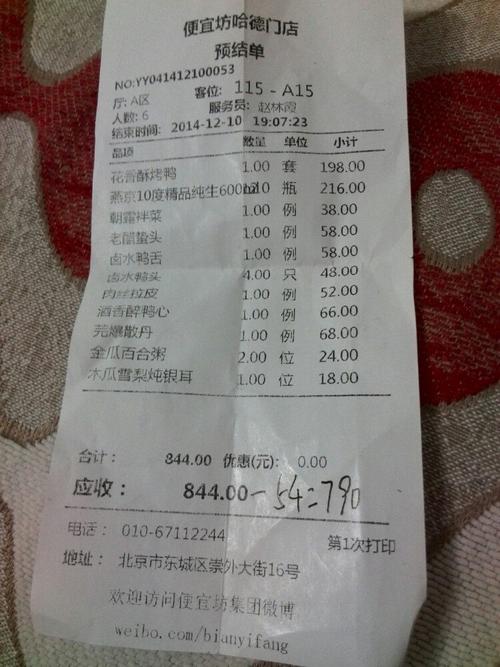 便宜坊哈德门店
预结单
NO:YY041412100053
厅: A区 客位: 115 - A15
人数: 6 服务员: 赵林霞
结束时间: 2014-12-10 19:07:23
品项 数量 单位 小计
花香酥烤鸭 1.00 套 198.00
燕京10度精品纯生600 瓶 216.00
朝霜拌菜 1.00 例 38.00
老醋蛰头 1.00 例 58.00
卤水鸭舌 1.00 例 58.00
卤水鸭头 4.00 只 48.00
肉丝拉皮 1.00 例 52.00
酒香醉鸭心 1.00 例 66.00
芫爆散丹 1.00 例 68.00
金瓜百合粥 2.00 位 24.00
木瓜雪梨炖银耳 1.00 位 18.00
合计: 844.00 优惠(元): 0.00
应收: 844.00-54=790
电话: 010-67112244 第1次打印
地址: 北京市东城区崇外大街16号
欢迎访问便宜坊集团微博
weibo.com/bianyifang